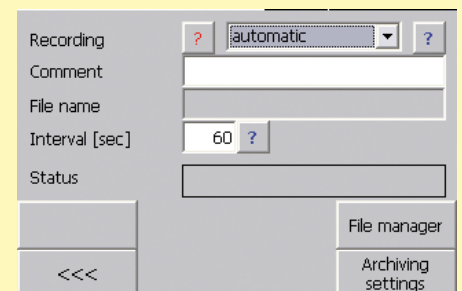 Recording ? automatic ?
Comment
File name
Interval [sec] 60 ?
Status
File manager
<<<
Archiving
settings